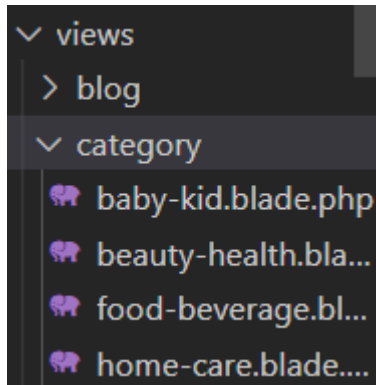 views
blog
category
baby-kid.blade.php
beauty-health.bla...
food-beverage.bl...
home-care.blade....